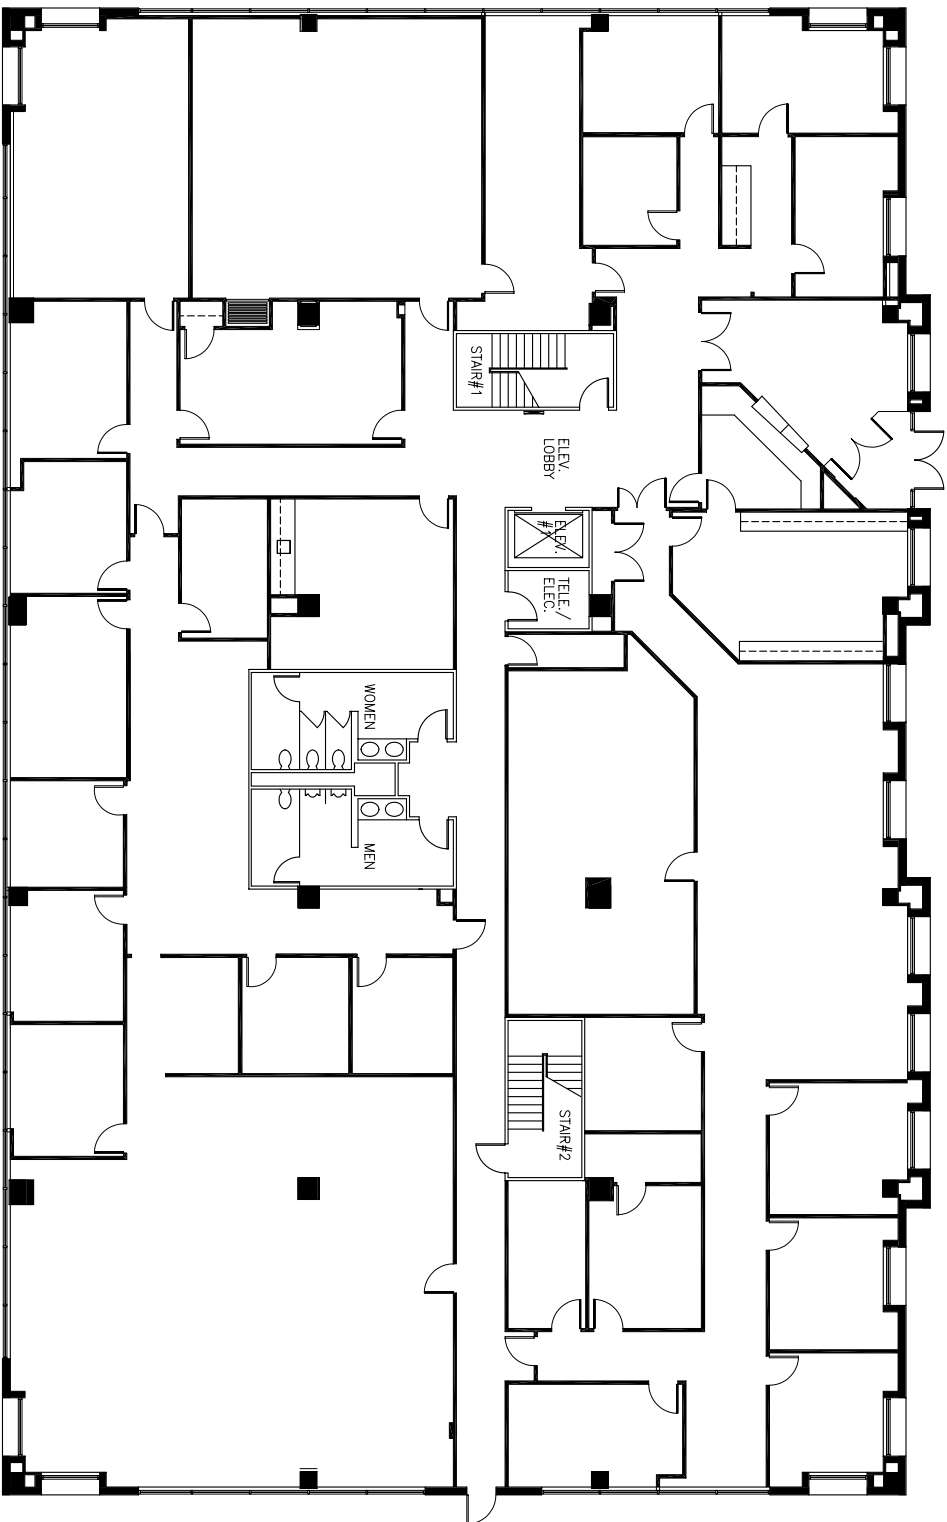 STAIR#1
ELEV.
LOBBY
ELEV.
#1
TELE./
ELEC.
WOMEN
MEN
STAIR#2